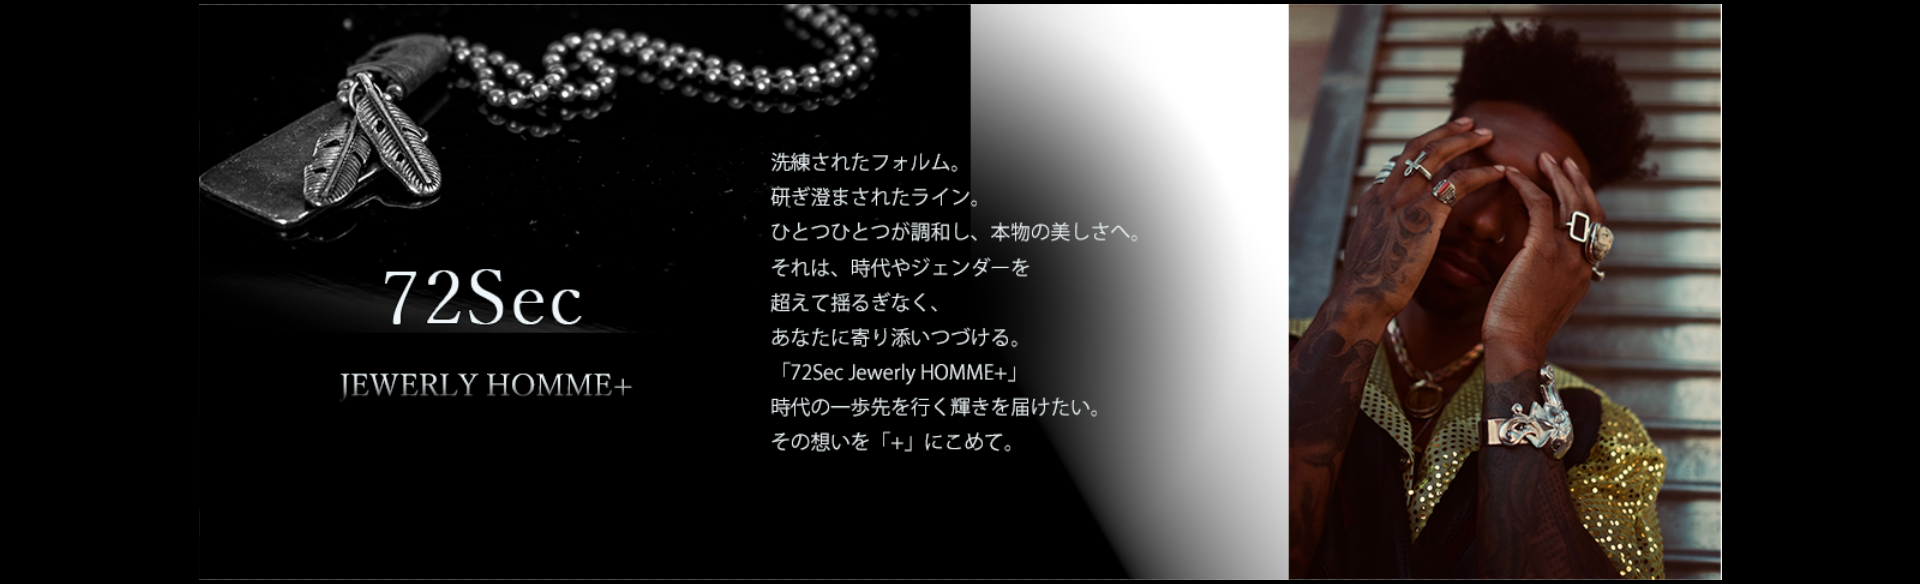 72Sec
JEWERLY HOMME+
洗練されたフォルム。
研ぎ澄まされたライン。
ひとつひとつが調和し、本物の美しさへ。
それは、時代やジェンダーを
超えて揺るぎなく、
あなたに寄り添いつづける。
「72Sec Jewerly HOMME+」
時代の一歩先を行く輝きを届けたい。
その想いを「+」にこめて。